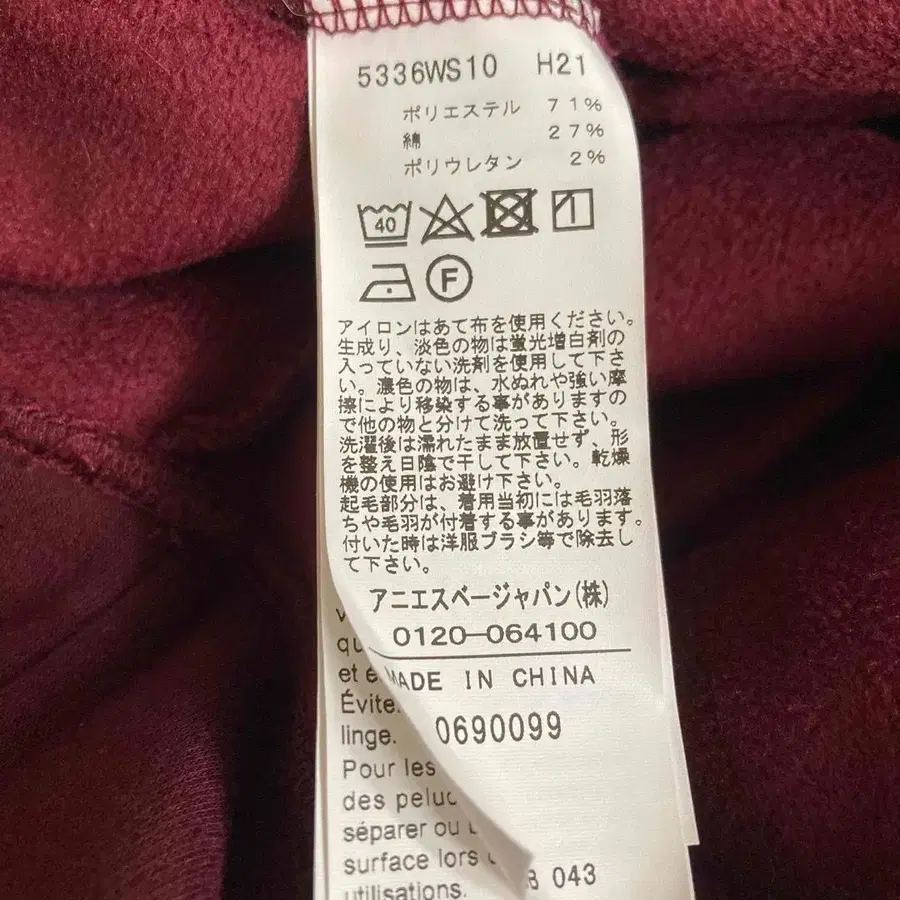 5336WS10 H21
ポリエステル 71%
綿 27%
ポリウレタン 2%
40
F
アイロンはあて布を使用ください。
生成り、淡色の物は蛍光増白剤の
入っていない洗剤を使用して下さ
い。濃色の物は、水ぬれや強い摩
擦により移染する事がありますの
で他の物と分けて洗って下さい。
洗濯後は濡れたまま放置せず、形
を整え日陰で干して下さい。乾燥
機の使用はお避け下さい。
起毛部分は、着用当初には毛羽落
ちや毛羽が付着する事があります。
付いた時は洋服ブラシ等で除去し
て下さい。
アニエスベージャパン(株)
0120-064100
MADE IN CHINA
0690099
et
linge.
Pour les
des
séparer ou
surface lors
utilisations.
043